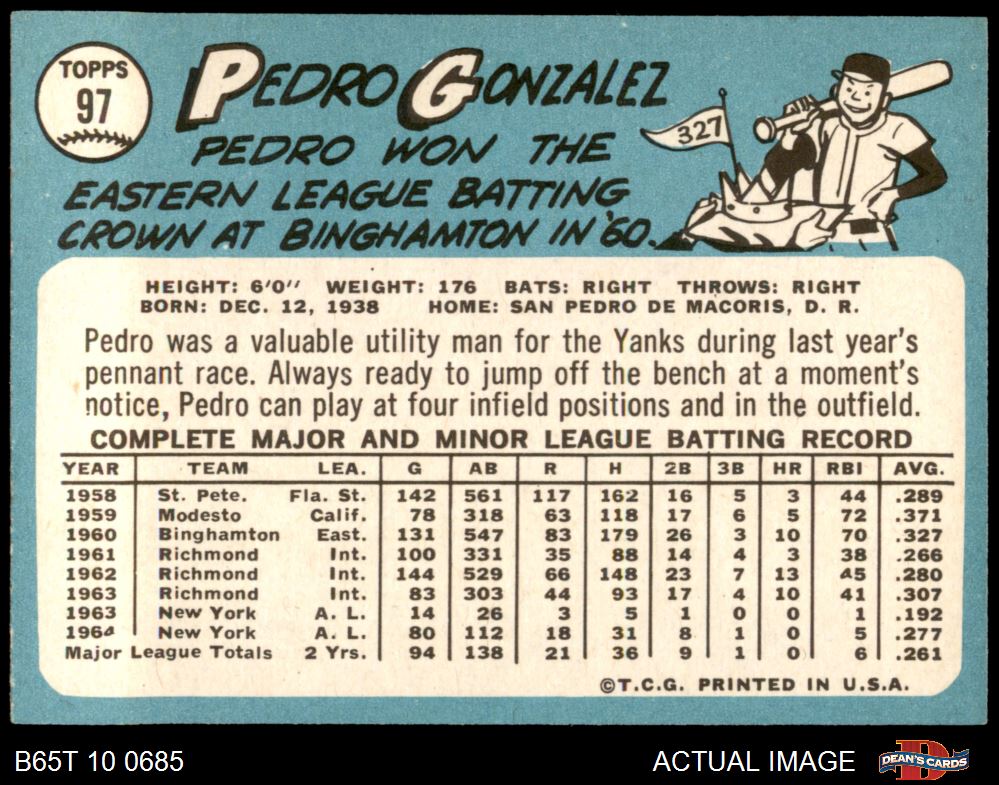 TOPPS
97
PEDRO GONZALEZ
PEDRO WON THE
EASTERN LEAGUE BATTING
CROWN AT BINGHAMTON IN '60.
327
HEIGHT: 6'0" WEIGHT: 176 BATS: RIGHT THROWS: RIGHT
BORN: DEC. 12, 1938 HOME: SAN PEDRO DE MACORIS, D. R.
Pedro was a valuable utility man for the Yanks during last year's
pennant race. Always ready to jump off the bench at a moment's
notice, Pedro can play at four infield positions and in the outfield.
COMPLETE MAJOR AND MINOR LEAGUE BATTING RECORD
YEAR TEAM LEA. G AB R H 2B 3B HR RBI AVG.
1958 St. Pete. Fla. St. 142 561 117 162 16 5 3 44 .289
1959 Modesto Calif. 78 318 63 118 17 6 5 72 .371
1960 Binghamton East. 131 547 83 179 26 3 10 70 .327
1961 Richmond Int. 100 331 35 88 14 4 3 38 .266
1962 Richmond Int. 144 529 66 148 23 7 13 45 .280
1963 Richmond Int. 83 303 44 93 17 4 10 41 .307
1963 New York A. L. 14 26 3 5 1 0 0 1 .192
1964 New York A. L. 80 112 18 31 8 1 0 5 .277
Major League Totals 2 Yrs. 94 138 21 36 9 1 0 6 .261
©T.C.G. PRINTED IN U.S.A.
B65T 10 0685 ACTUAL IMAGE D DEAN'S CARDS